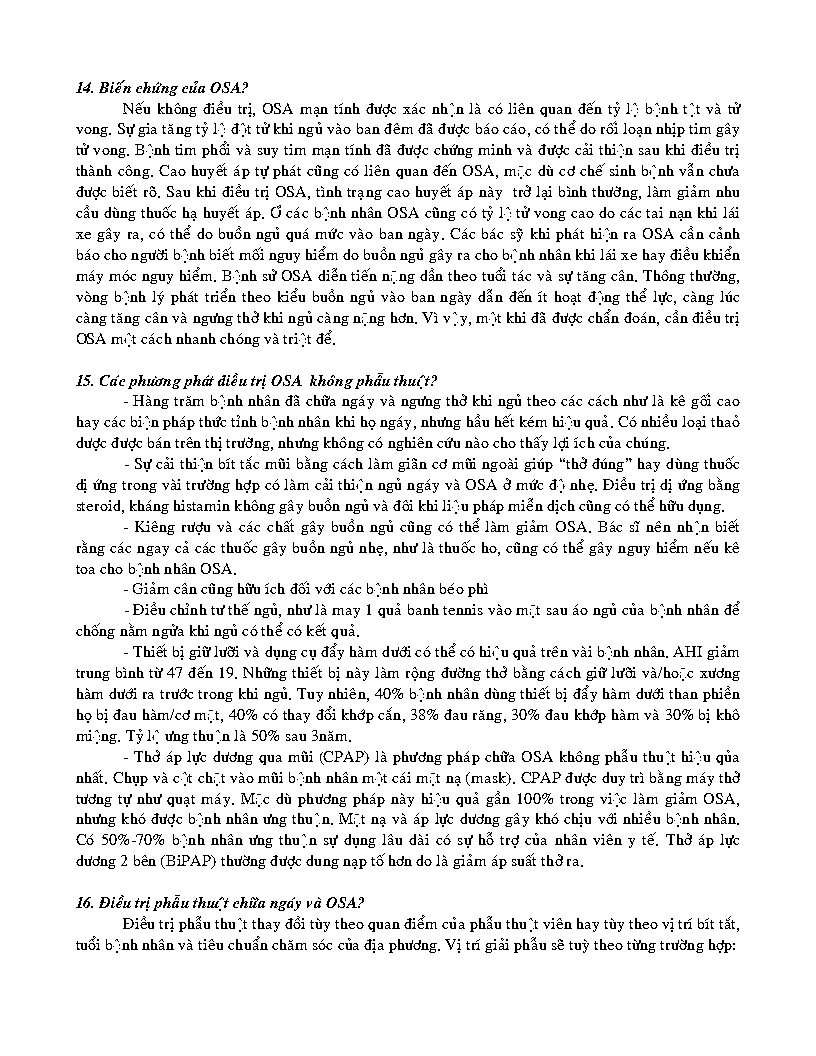 14. Biến chứng của OSA?
Nếu không điều trị, OSA mạn tính được xác nhận là có liên quan đến tỷ lệ bệnh tật và tử
vong. Sự gia tăng tỷ lệ đột tử khi ngủ vào ban đêm đã được báo cáo, có thể do rối loạn nhịp tim gây
tử vong. Bệnh tim phổi và suy tim mạn tính đã được chứng minh và được cải thiện sau khi điều trị
thành công. Cao huyết áp tự phát cũng có liên quan đến OSA, mặc dù cơ chế sinh bệnh vẫn chưa
được biết rõ. Sau khi điều trị OSA, tình trạng cao huyết áp này trở lại bình thường, làm giảm nhu
cầu dùng thuốc hạ huyết áp. Ở các bệnh nhân OSA cũng có tỷ lệ tử vong cao do các tai nạn khi lái
xe gây ra, có thể do buồn ngủ quá mức vào ban ngày. Các bác sỹ khi phát hiện ra OSA cần cảnh
báo cho người bệnh biết mối nguy hiểm do buồn ngủ gây ra cho bệnh nhân khi lái xe hay điều khiển
máy móc nguy hiểm. Bệnh sử OSA diễn tiến nặng dần theo tuổi tác và sự tăng cân. Thông thường,
vòng bệnh lý phát triển theo kiểu buồn ngủ vào ban ngày dẫn đến ít hoạt động thể lực, càng lúc
càng tăng cân và ngưng thở khi ngủ càng nặng hơn. Vì vậy, một khi đã được chẩn đoán, cần điều trị
OSA một cách nhanh chóng và triệt để.
15. Các phương phát điều trị OSA không phẫu thuật?
- Hàng trăm bệnh nhân đã chữa ngáy và ngưng thở khi ngủ theo các cách như là kê gối cao
hay các biện pháp thức tỉnh bệnh nhân khi họ ngáy, nhưng hầu hết kém hiệu quả. Có nhiều loại thaỏ
dược được bán trên thị trường, nhưng không có nghiên cứu nào cho thấy lợi ích của chúng.
- Sự cải thiện bít tắc mũi bằng cách làm giãn cơ mũi ngoài giúp “thở đúng” hay dùng thuốc
dị ứng trong vài trường hợp có làm cải thiện ngủ ngáy và OSA ở mức độ nhẹ. Điều trị dị ứng bằng
steroid, kháng histamin không gây buồn ngủ và đôi khi liệu pháp miễn dịch cũng có thể hữu dụng.
- Kiêng rượu và các chất gây buồn ngủ cũng có thể làm giảm OSA. Bác sĩ nên nhận biết
rằng các ngay cả các thuốc gây buồn ngủ nhẹ, như là thuốc ho, cũng có thể gây nguy hiểm nếu kê
toa cho bệnh nhân OSA.
- Giảm cân cũng hữu ích đối với các bệnh nhân béo phì
- Điều chỉnh tư thế ngủ, như là may 1 quả banh tennis vào mặt sau áo ngủ của bệnh nhân để
chống nằm ngửa khi ngủ có thể có kết quả.
- Thiết bị giữ lưỡi và dụng cụ đẩy hàm dưới có thể có hiệu quả trên vài bệnh nhân. AHI giảm
trung bình từ 47 đến 19. Những thiết bị này làm rộng đường thở bằng cách giữ lưỡi và/hoặc xương
hàm dưới ra trước trong khi ngủ. Tuy nhiên, 40% bệnh nhân dùng thiết bị đẩy hàm dưới than phiền
họ bị đau hàm/cơ mặt, 40% có thay đổi khớp cắn, 38% đau răng, 30% đau khớp hàm và 30% bị khô
miệng. Tỷ lệ ưng thuận là 50% sau 3năm.
- Thở áp lực dương qua mũi (CPAP) là phương pháp chữa OSA không phẫu thuật hiệu qủa
nhất. Chụp và cột chặt vào mũi bệnh nhân một cái mặt nạ (mask). CPAP được duy trì bằng máy thở
tương tự như quạt máy. Mặc dù phương pháp này hiệu quả gần 100% trong việc làm giảm OSA,
nhưng khó được bệnh nhân ưng thuận. Mặt nạ và áp lực dương gây khó chịu với nhiều bệnh nhân.
Có 50%-70% bệnh nhân ưng thuận sự dụng lâu dài có sự hỗ trợ của nhân viên y tế. Thở áp lực
dương 2 bên (BiPAP) thường được dung nạp tố hơn do là giảm áp suất thở ra.
16. Điều trị phẫu thuật chữa ngáy và OSA?
Điều trị phẫu thuật thay đồi tùy theo quan điểm của phẫu thuật viên hay tùy theo vị trí bít tắt,
tuổi bệnh nhân và tiêu chuẩn chăm sóc của địa phương. Vị trí giải phẫu sẽ tuỳ theo từng trường hợp: